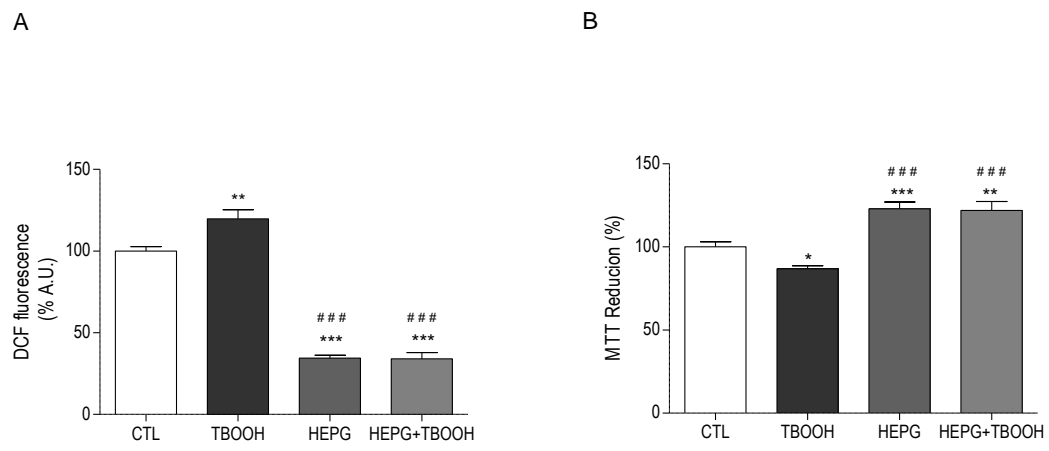 A
B
150
100
50
0
DCF fluorescence
(% A.U.)
**
# # #
***
# # #
***
CTL
TBOOH
HEPG
HEPG+TBOOH
150
100
50
0
MTT Reducion (%)
*
# # #
***
# # #
**
CTL
TBOOH
HEPG
HEPG+TBOOH